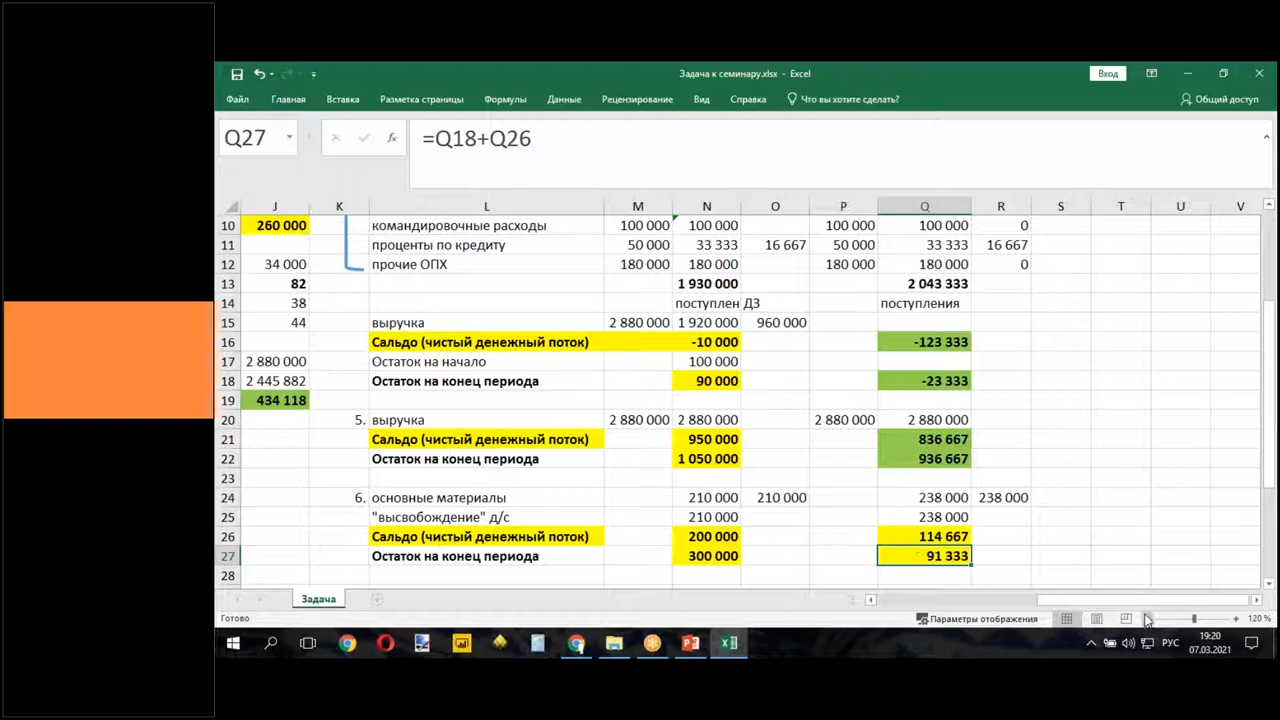 Задача к семинару.xlsx - Excel
Вход
Файл Главная Вставка Разметка страницы Формулы Данные Рецензирование Вид Справка Что вы хотите сделать? Общий доступ
Q27 fx =Q18+Q26
J K L M N O P Q R S T U V
10 260 000 командировочные расходы 100 000 100 000 100 000 100 000 0
11 проценты по кредиту 50 000 33 333 16 667 50 000 33 333 16 667
12 34 000 прочие ОПХ 180 000 180 000 180 000 180 000 0
13 82 1 930 000 2 043 333
14 38 поступлен ДЗ поступления
15 44 выручка 2 880 000 1 920 000 960 000
16 Сальдо (чистый денежный поток) -10 000 -123 333
17 2 880 000 Остаток на начало 100 000
18 2 445 882 Остаток на конец периода 90 000 -23 333
19 434 118
20 5. выручка 2 880 000 2 880 000 2 880 000 2 880 000
21 Сальдо (чистый денежный поток) 950 000 836 667
22 Остаток на конец периода 1 050 000 936 667
23
24 6. основные материалы 210 000 210 000 238 000 238 000
25 "высвобождение" д/с 210 000 238 000
26 Сальдо (чистый денежный поток) 200 000 114 667
27 Остаток на конец периода 300 000 91 333
28
Задача
Готово Параметры отображения 120 %
РУС 19:20
07.03.2021